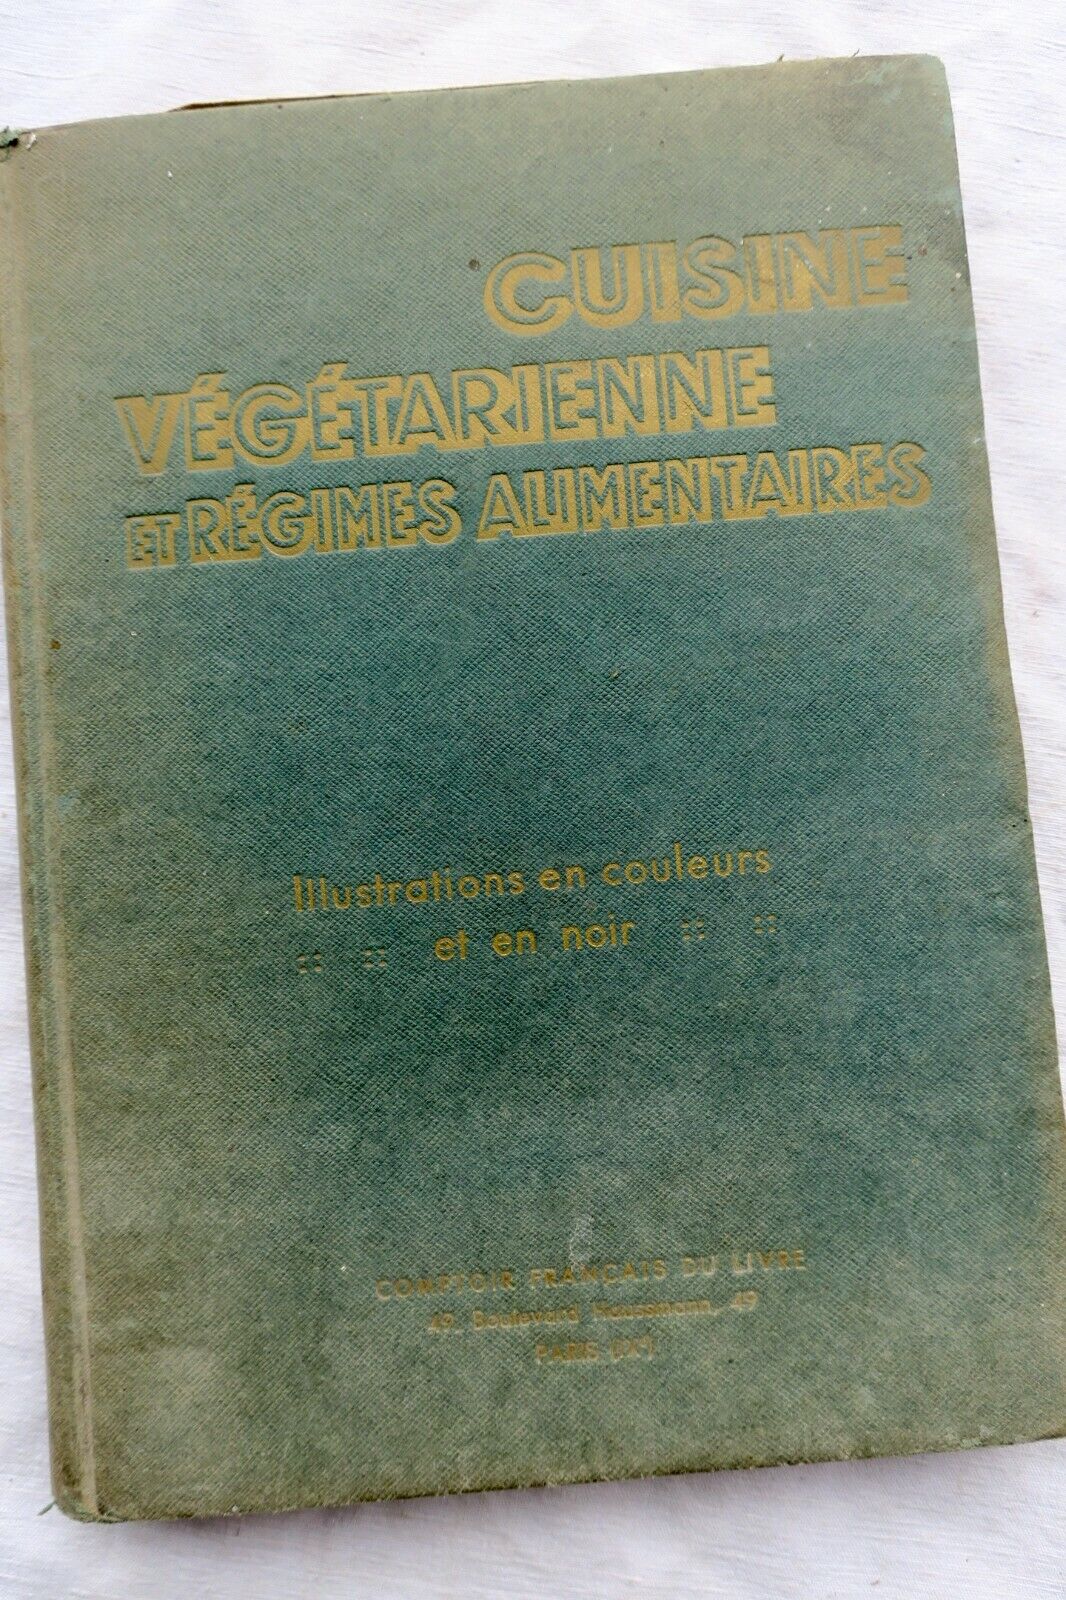 CUISINE
VÉGÉTARIENNE
ET RÉGIMES ALIMENTAIRES
Illustrations en couleurs
et en noir
COMPTOIR FRANÇAIS DU LIVRE
49, Boulevard Haussmann, 49
PARIS (IXe)